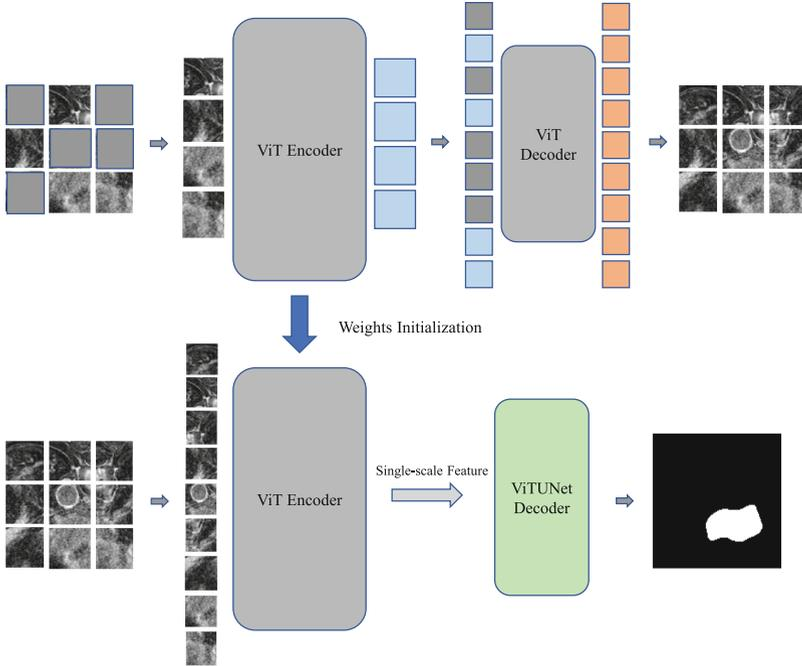 ViT Encoder
ViT
Decoder
Weights Initialization
ViT Encoder
Single-scale Feature
ViTUNet
Decoder